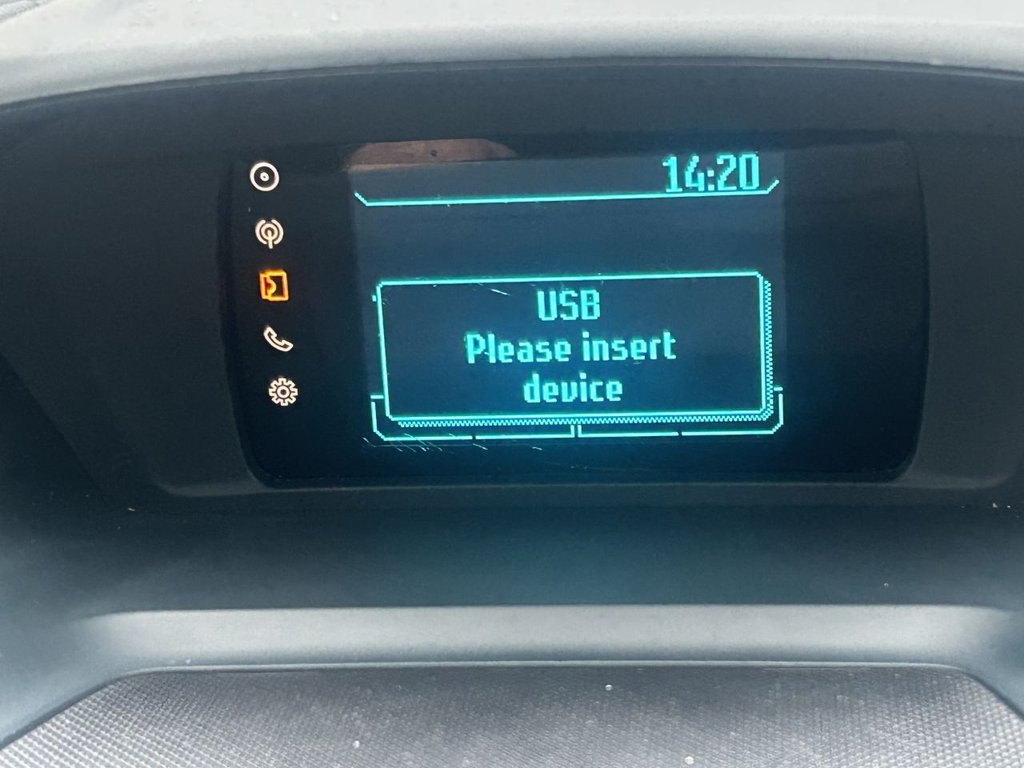 14:20
USB
Please insert
device